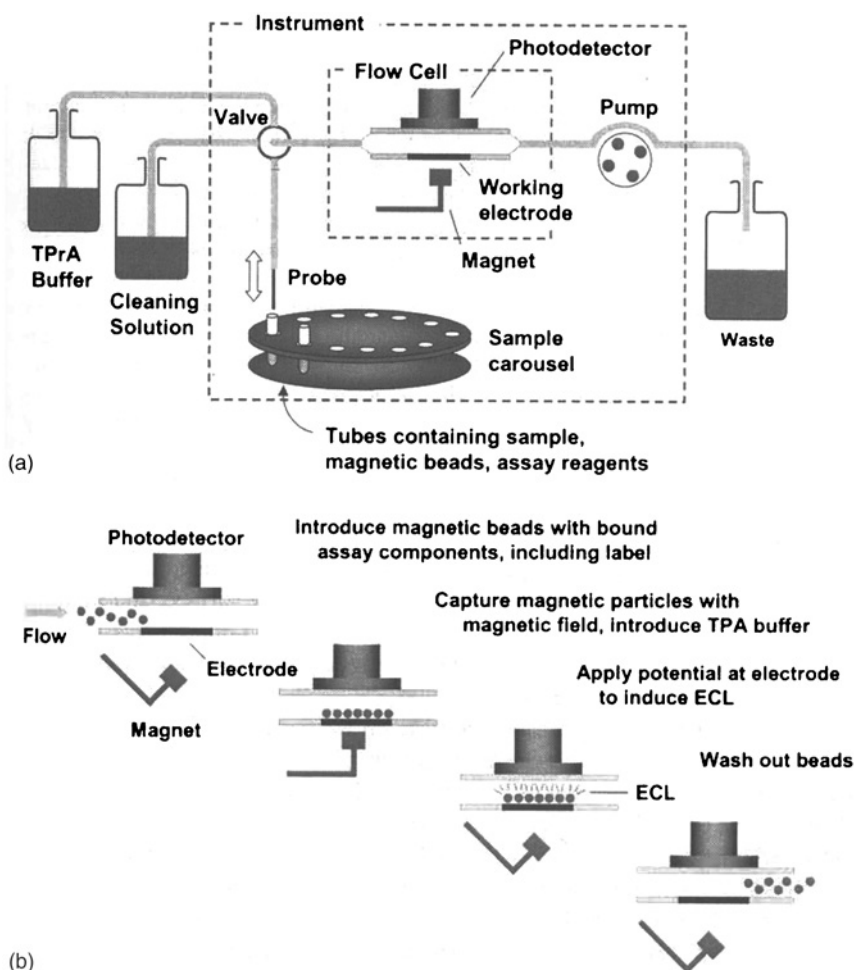 Instrument
Photodetector
Flow Cell
Pump
Valve
Working
electrode
TPrA
Buffer
Magnet
Cleaning
Solution
Probe
Sample
carousel
Waste
Tubes containing sample,
magnetic beads, assay reagents
(a)
Photodetector
Introduce magnetic beads with bound
assay components, including label
Capture magnetic particles with
magnetic field, introduce TPA buffer
Flow
Electrode
Apply potential at electrode
to induce ECL
Magnet
Wash out beads
ECL
(b)